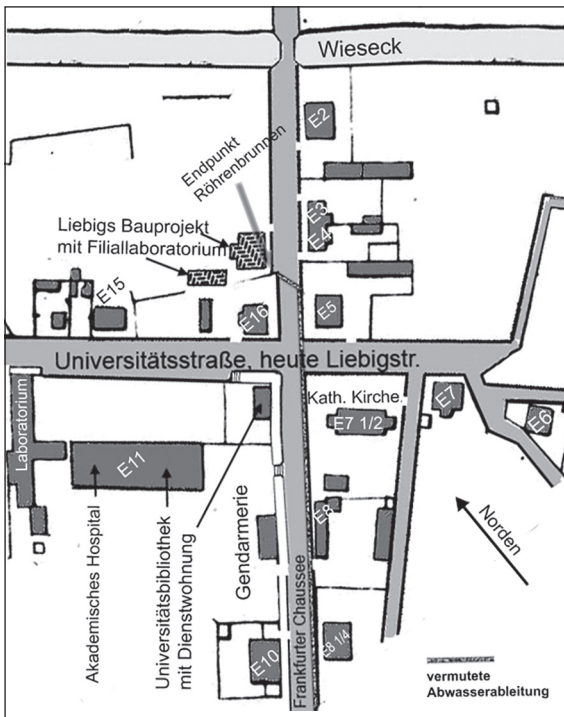 Wieseck
E2
Endpunkt
Röhrenbrunnen
E3
E4
Liebigs Bauprojekt
mit Filiallaboratorium
E15
E16
E5
Universitätsstraße, heute Liebigstr.
Laboratorium
Kath. Kirche.
E7
E6
E7 1/2
E11
Akademisches Hospital
Universitätsbibliothek
mit Dienstwohnung
Gendarmerie
E8
Norden
Frankfurter Chaussee
E10
E8 1/4
vermutete
Abwasserableitung